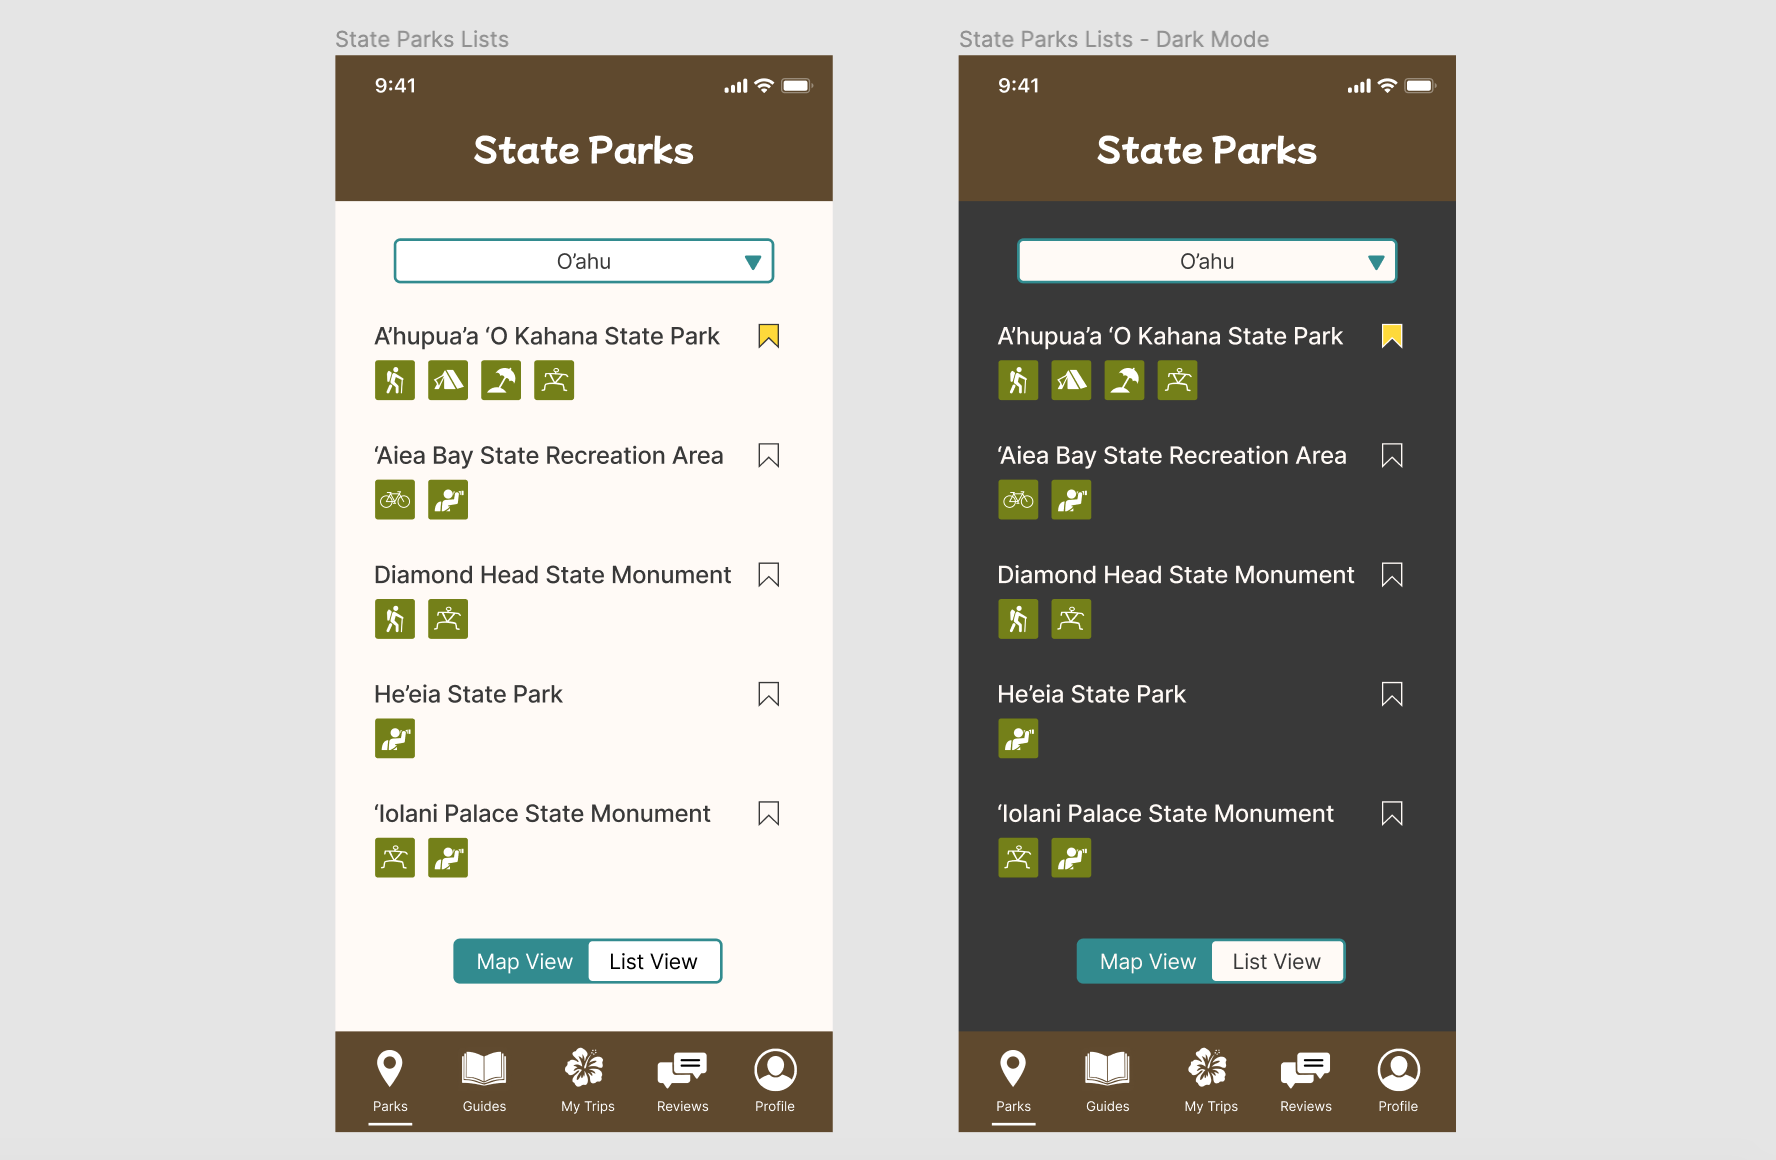 State Parks Lists
9:41
State Parks
O’ahu
A’hupua’a ‘O Kahana State Park
‘Aiea Bay State Recreation Area
Diamond Head State Monument
He’eia State Park
‘Iolani Palace State Monument
Map View List View
Parks Guides My Trips Reviews Profile
State Parks Lists - Dark Mode
9:41
State Parks
O’ahu
A’hupua’a ‘O Kahana State Park
‘Aiea Bay State Recreation Area
Diamond Head State Monument
He’eia State Park
‘Iolani Palace State Monument
Map View List View
Parks Guides My Trips Reviews Profile